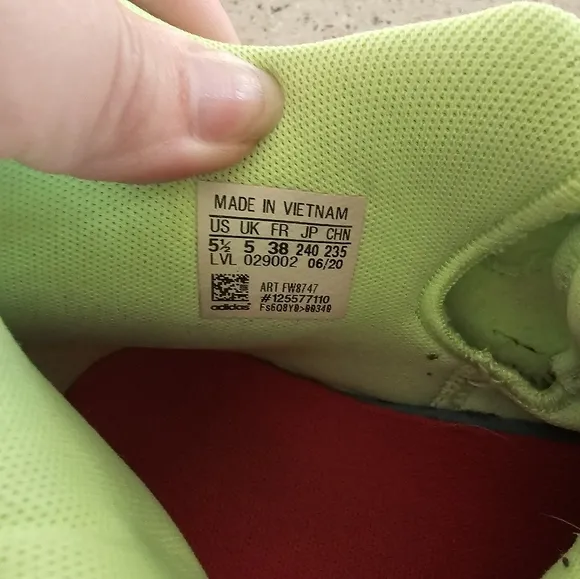 MADE IN VIETNAM
US UK FR JP CHN
5½ 5 38 240 235
LVL 029002 06/20
ART FW8747
#125577110
adidas